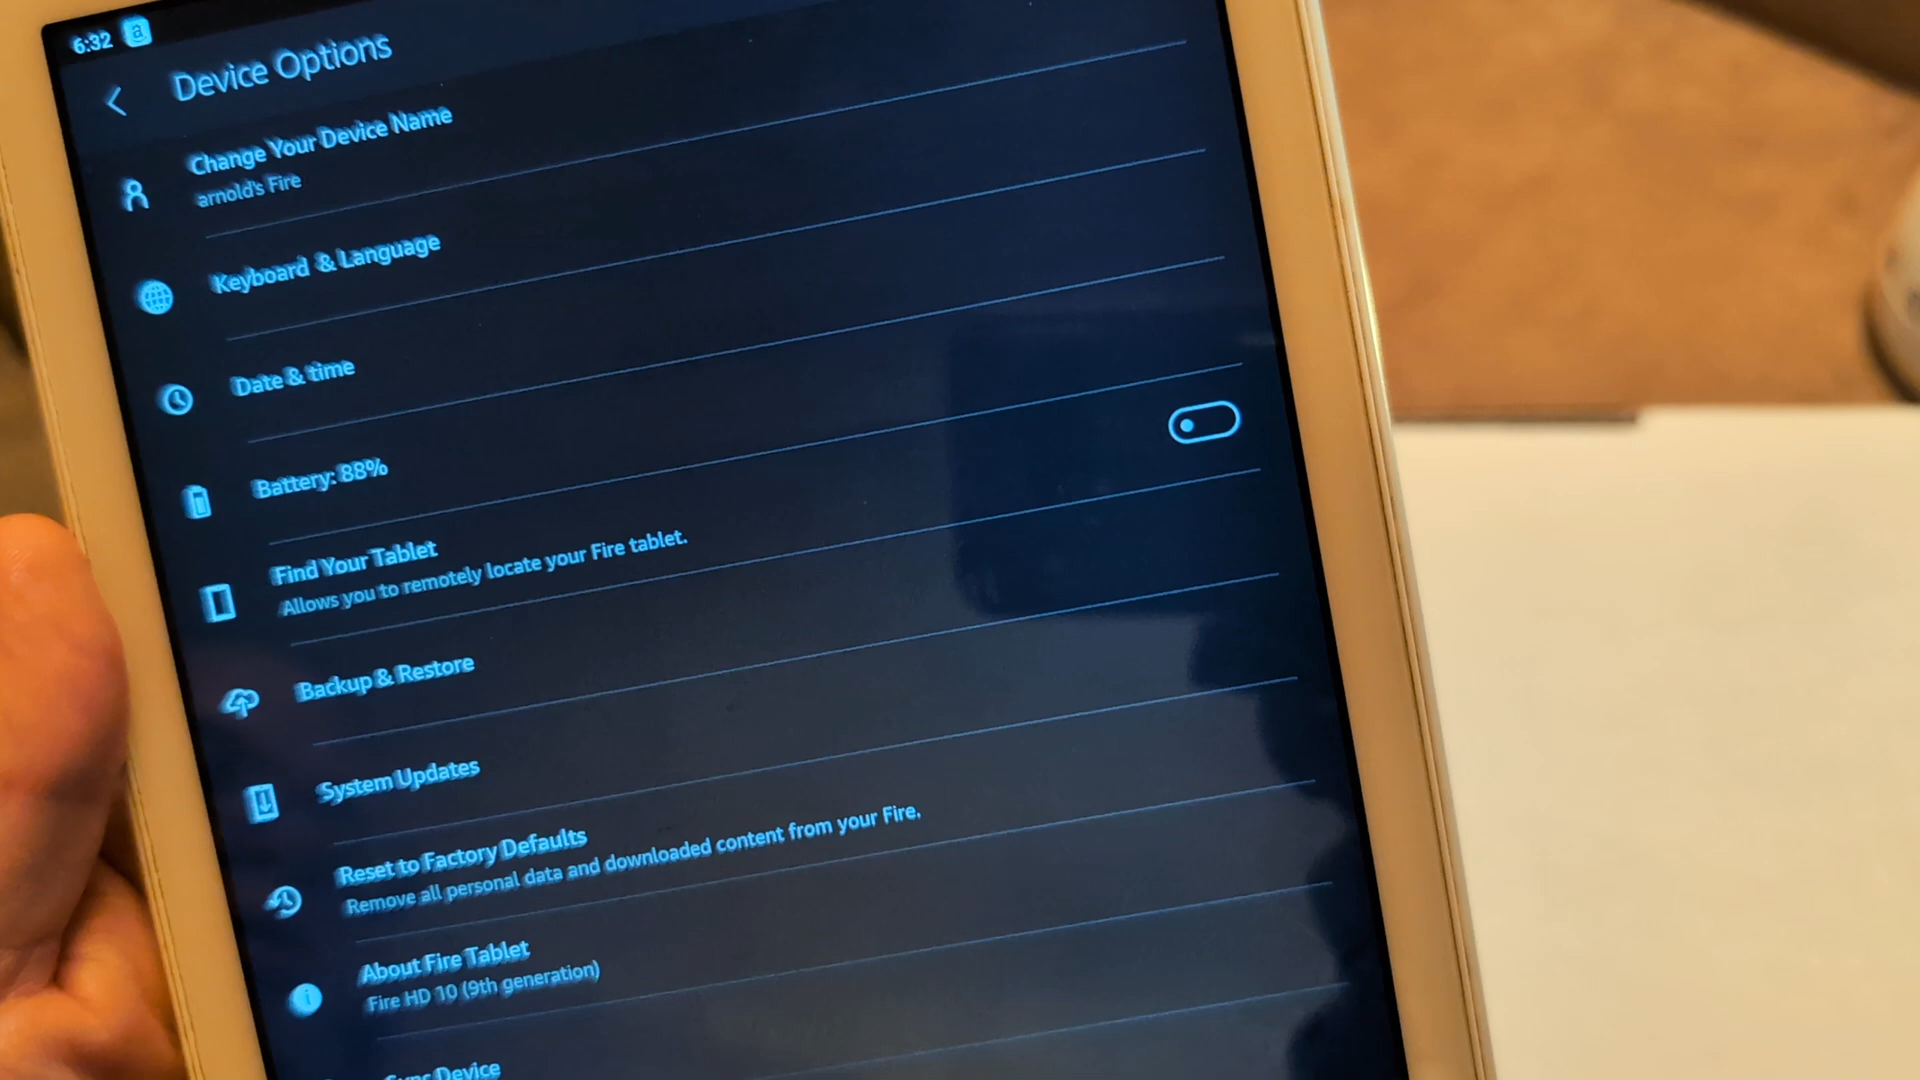 6:32 a
Device Options
Change Your Device Name
arnold's Fire
Keyboard & Language
Date & time
Battery: 88%
Find Your Tablet
Allows you to remotely locate your Fire tablet.
Backup & Restore
System Updates
Reset to Factory Defaults
Remove all personal data and downloaded content from your Fire.
About Fire Tablet
Fire HD 10 (9th generation)
Sync Device